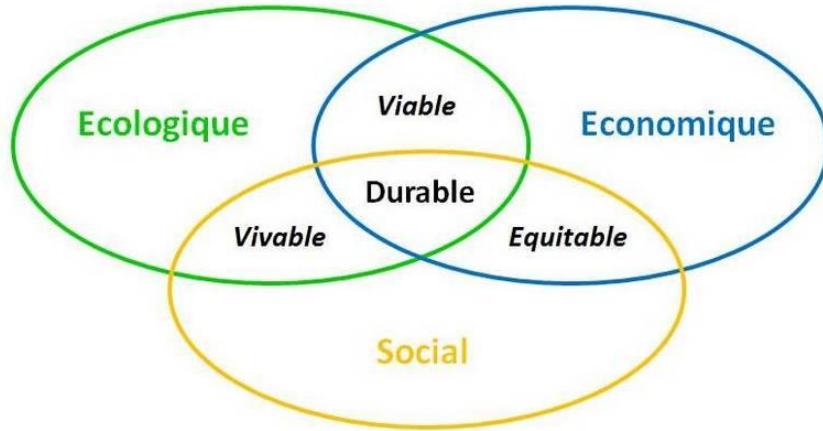 Viable
Ecologique
Economique
Durable
Vivable
Equitable
Social